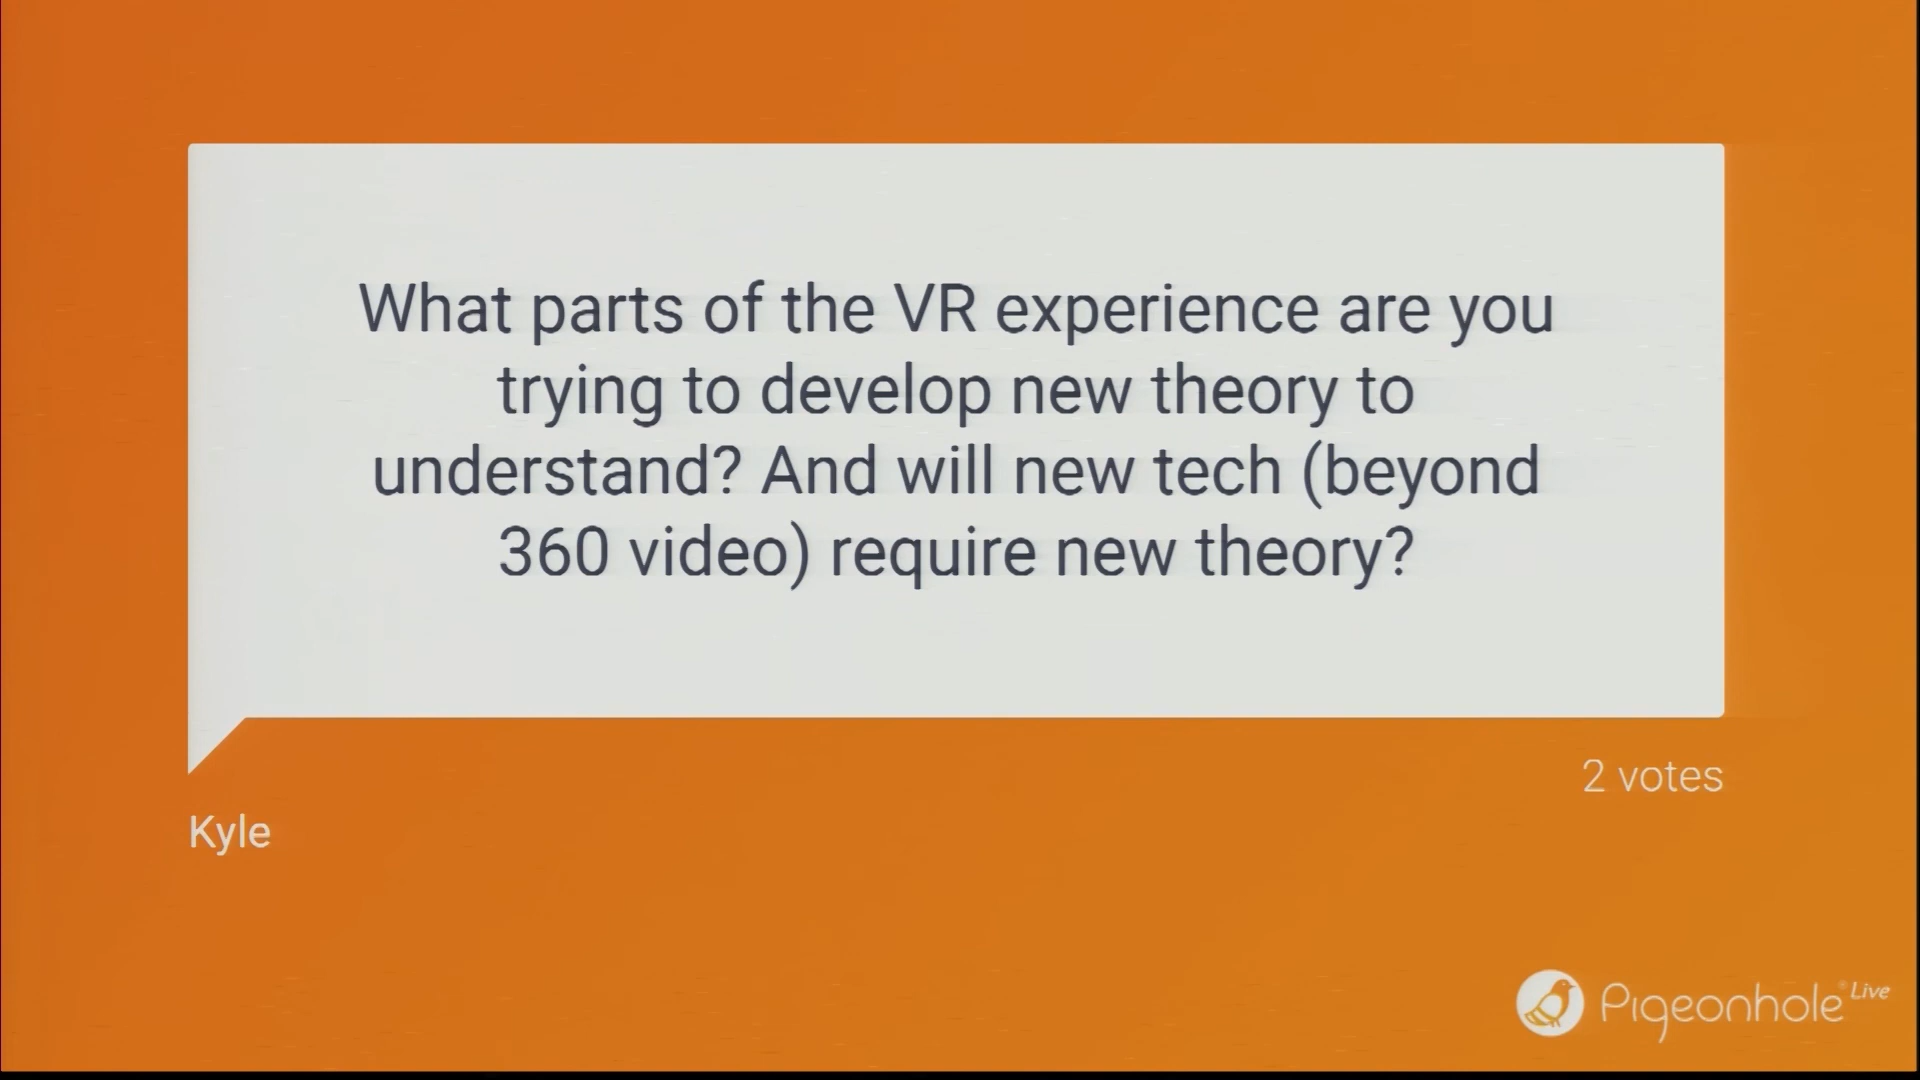 What parts of the VR experience are you
trying to develop new theory to
understand? And will new tech (beyond
360 video) require new theory?
2 votes
Kyle
Pigeonhole® Live